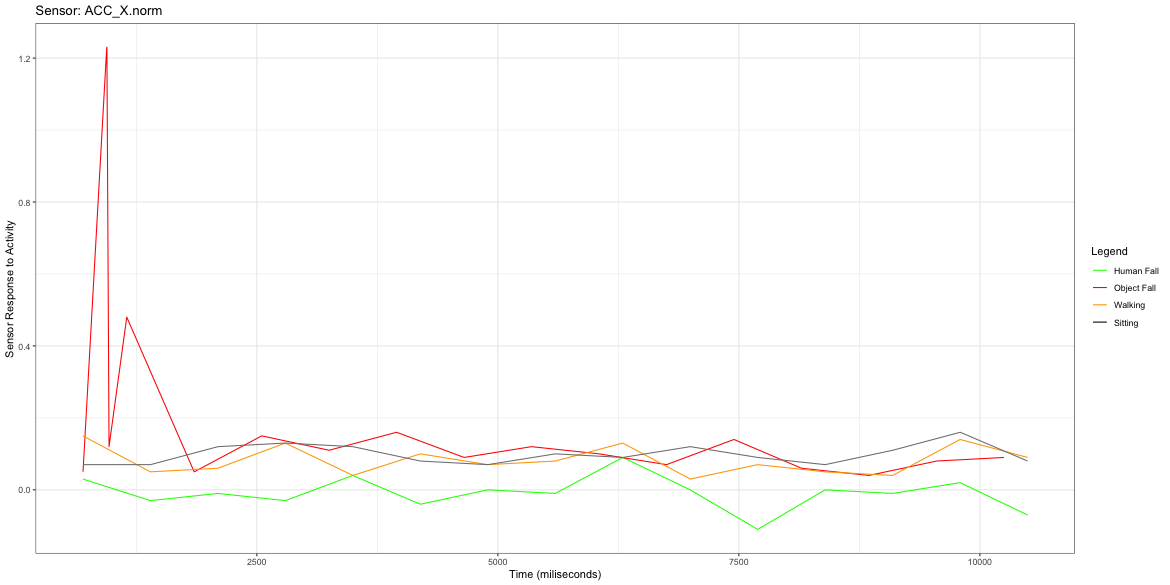 Sensor: ACC_X.norm
Sensor Response to Activity
1.2
0.8
0.4
0.0
2500
5000
7500
10000
Time (miliseconds)
Legend
Human Fall
Object Fall
Walking
Sitting